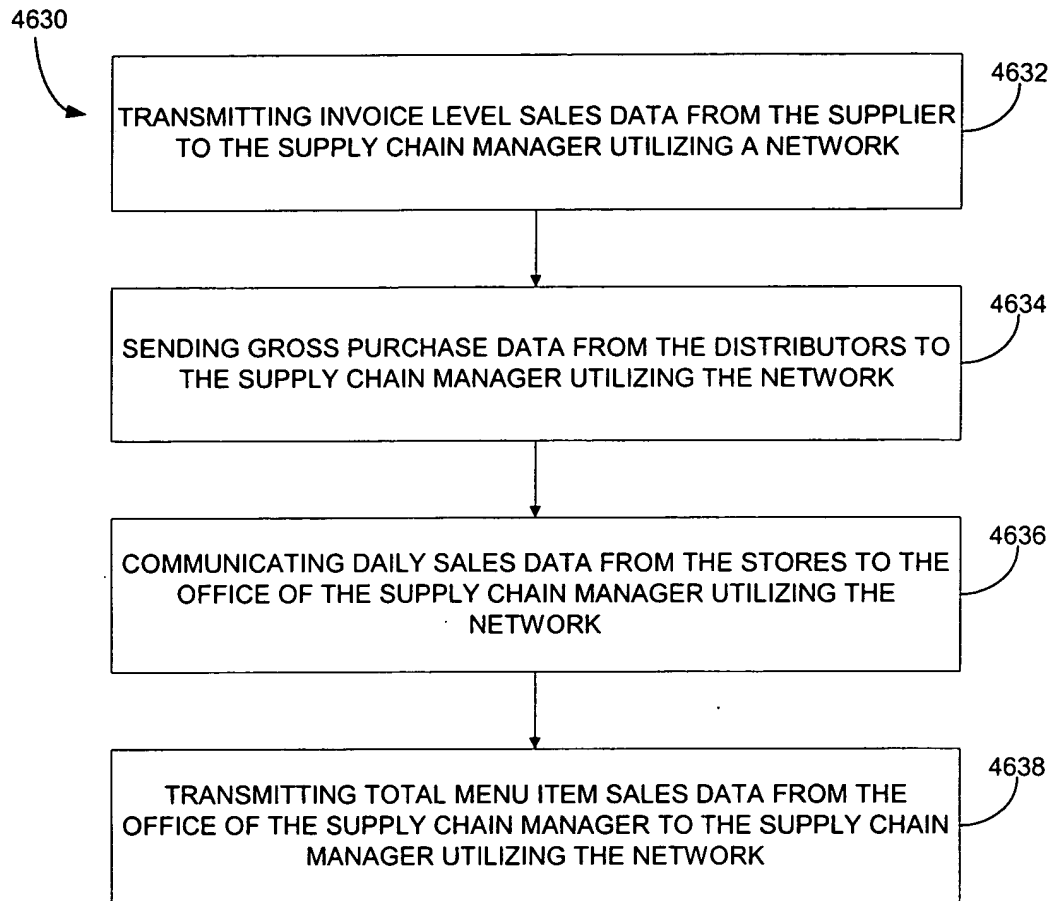 4630
4632
TRANSMITTING INVOICE LEVEL SALES DATA FROM THE SUPPLIER
TO THE SUPPLY CHAIN MANAGER UTILIZING A NETWORK
4634
SENDING GROSS PURCHASE DATA FROM THE DISTRIBUTORS TO
THE SUPPLY CHAIN MANAGER UTILIZING THE NETWORK
4636
COMMUNICATING DAILY SALES DATA FROM THE STORES TO THE
OFFICE OF THE SUPPLY CHAIN MANAGER UTILIZING THE
NETWORK
4638
TRANSMITTING TOTAL MENU ITEM SALES DATA FROM THE
OFFICE OF THE SUPPLY CHAIN MANAGER TO THE SUPPLY CHAIN
MANAGER UTILIZING THE NETWORK